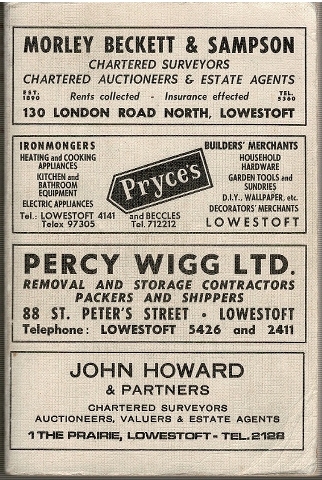 MORLEY BECKETT & SAMPSON
CHARTERED SURVEYORS
CHARTERED AUCTIONEERS & ESTATE AGENTS
EST. 1890
Rents collected - Insurance effected
TEL. 5360
130 LONDON ROAD NORTH, LOWESTOFT
IRONMONGERS
HEATING and COOKING
APPLIANCES
KITCHEN and
BATHROOM
EQUIPMENT
ELECTRIC APPLIANCES
Tel.: LOWESTOFT 4141
Telex 97305
Pryce's
and BECCLES
Tel. 712212
BUILDERS' MERCHANTS
HOUSEHOLD
HARDWARE
GARDEN TOOLS and
SUNDRIES
D.I.Y., WALLPAPER, etc.
DECORATORS' MERCHANTS
LOWESTOFT
PERCY WIGG LTD.
REMOVAL AND STORAGE CONTRACTORS
PACKERS AND SHIPPERS
88 ST. PETER'S STREET · LOWESTOFT
Telephone: LOWESTOFT 5426 and 2411
JOHN HOWARD
& PARTNERS
CHARTERED SURVEYORS
AUCTIONEERS, VALUERS & ESTATE AGENTS
1 THE PRAIRIE, LOWESTOFT - TEL. 2128